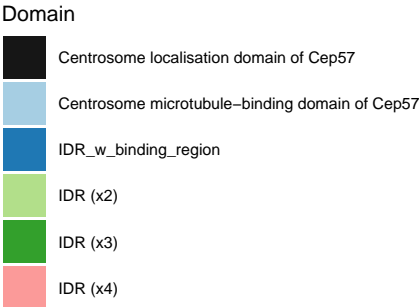 Domain
Centrosome localisation domain of Cep57
Centrosome microtubule−binding domain of Cep57
IDR_w_binding_region
IDR (x2)
IDR (x3)
IDR (x4)